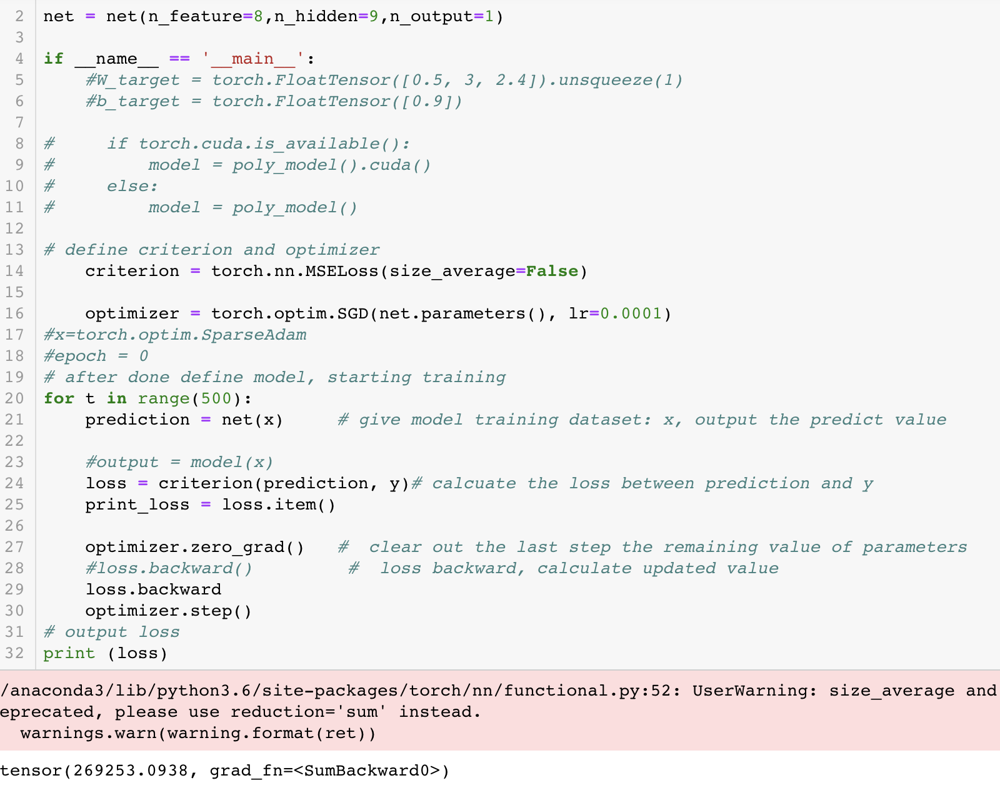 2 net = net(n_feature=8,n_hidden=9,n_output=1)
3
4 if __name__ == '__main__':
5     #W_target = torch.FloatTensor([0.5, 3, 2.4]).unsqueeze(1)
6     #b_target = torch.FloatTensor([0.9])
7
8 #     if torch.cuda.is_available():
9 #         model = poly_model().cuda()
10 #     else:
11 #         model = poly_model()
12
13 # define criterion and optimizer
14     criterion = torch.nn.MSELoss(size_average=False)
15
16     optimizer = torch.optim.SGD(net.parameters(), lr=0.0001)
17 #x=torch.optim.SparseAdam
18 #epoch = 0
19 # after done define model, starting training
20 for t in range(500):
21     prediction = net(x)     # give model training dataset: x, output the predict value
22
23     #output = model(x)
24     loss = criterion(prediction, y)# calcuate the loss between prediction and y
25     print_loss = loss.item()
26
27     optimizer.zero_grad()   #  clear out the last step the remaining value of parameters
28     #loss.backward()         #  loss backward, calculate updated value
29     loss.backward
30     optimizer.step()
31 # output loss
32 print (loss)
/anaconda3/lib/python3.6/site-packages/torch/nn/functional.py:52: UserWarning: size_average and
eprecated, please use reduction='sum' instead.
  warnings.warn(warning.format(ret))
tensor(269253.0938, grad_fn=<SumBackward0>)